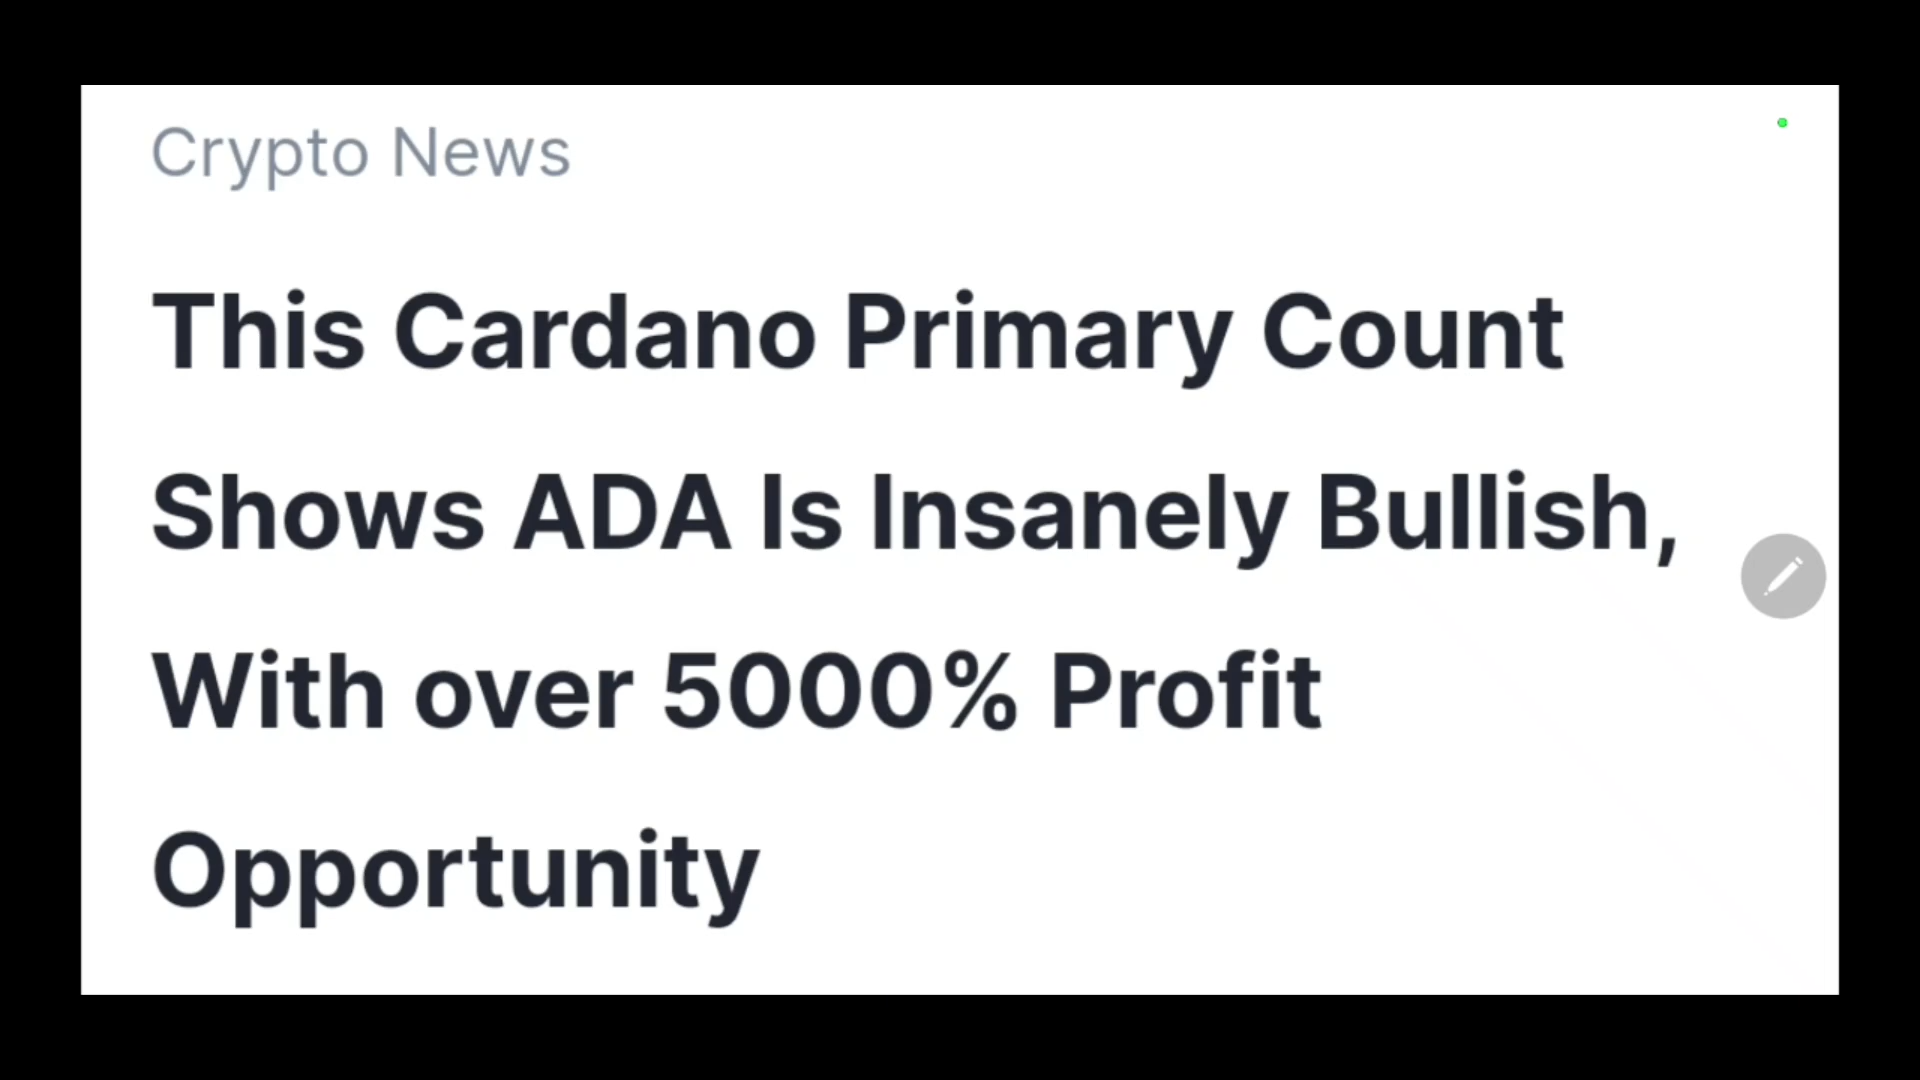 Crypto News
This Cardano Primary Count
Shows ADA Is Insanely Bullish,
With over 5000% Profit
Opportunity